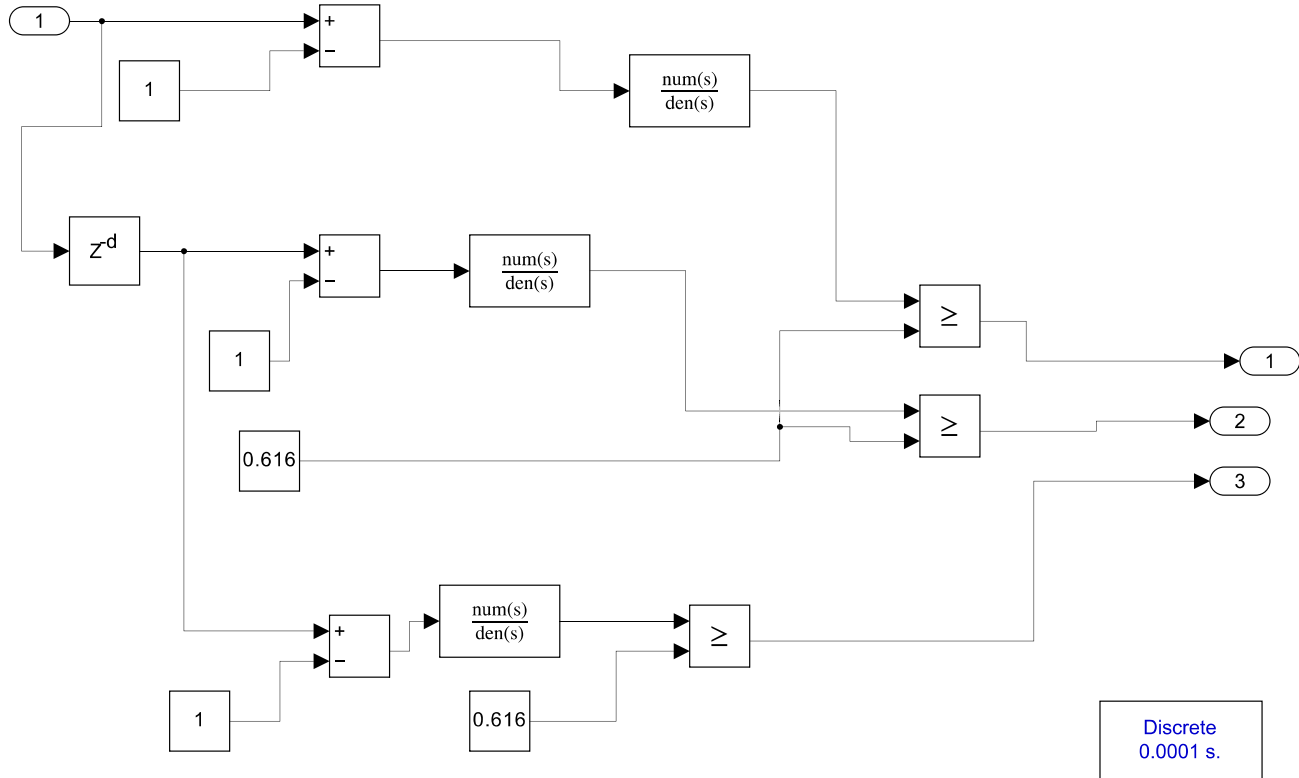 1
+
−
1
num(s)
den(s)
Z-d
+
−
num(s)
den(s)
≥
1
1
≥
2
0.616
3
num(s)
den(s)
+
−
≥
1
0.616
Discrete
0.0001 s.